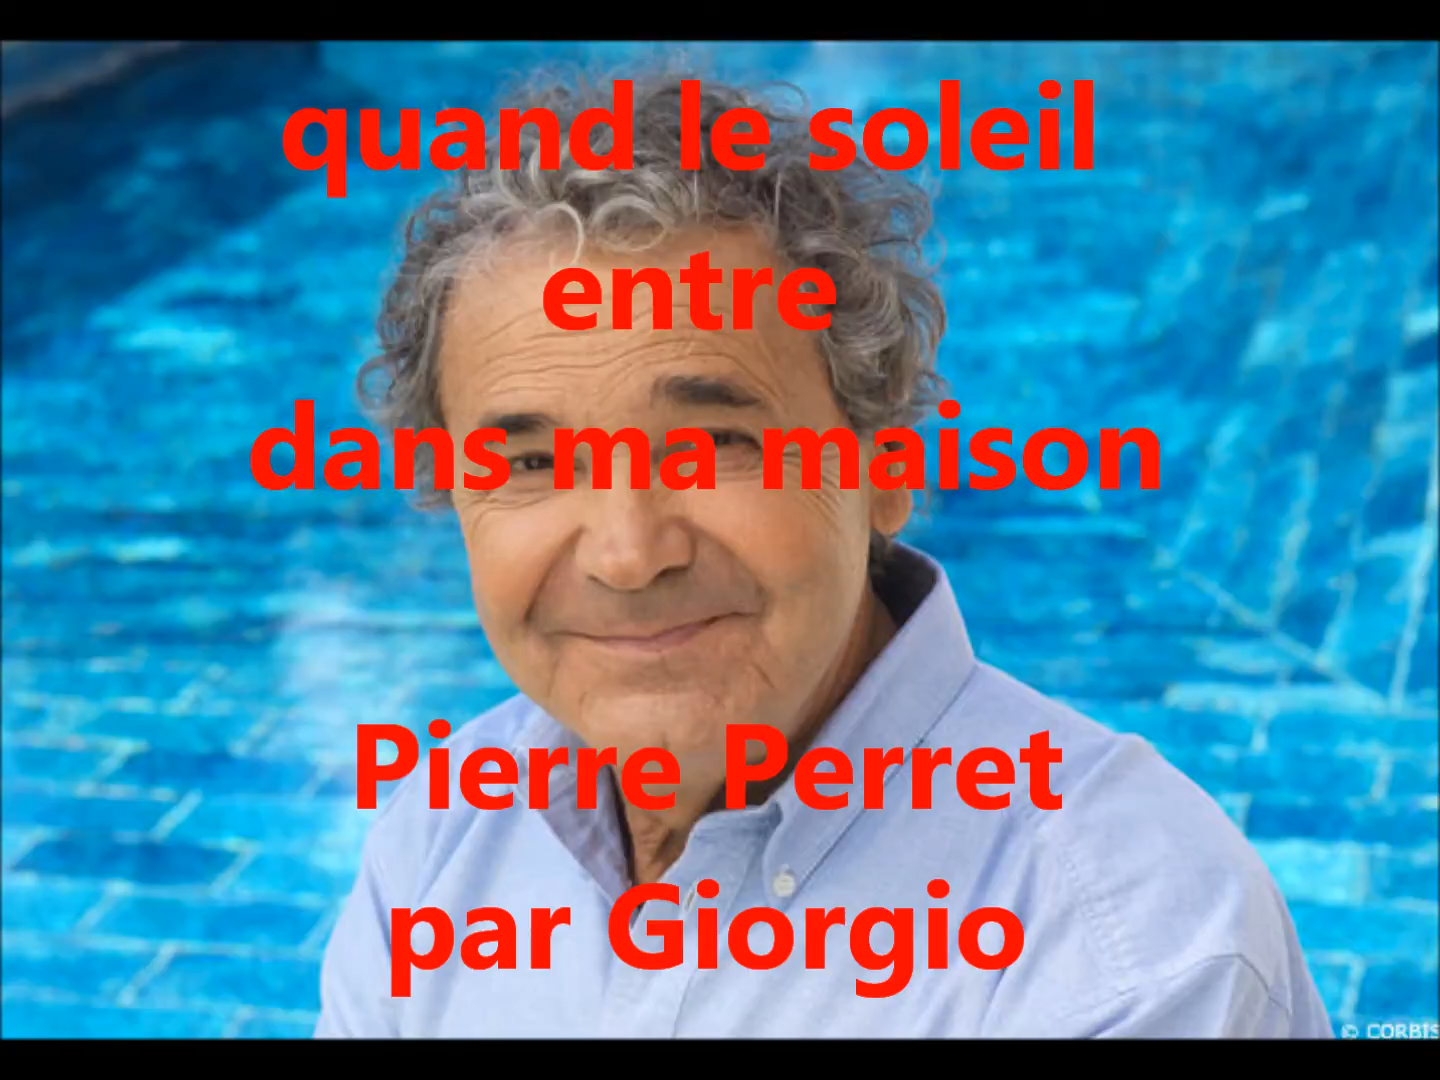 quand le soleil
entre
dans ma maison
Pierre Perret
par Giorgio
© CORBIS